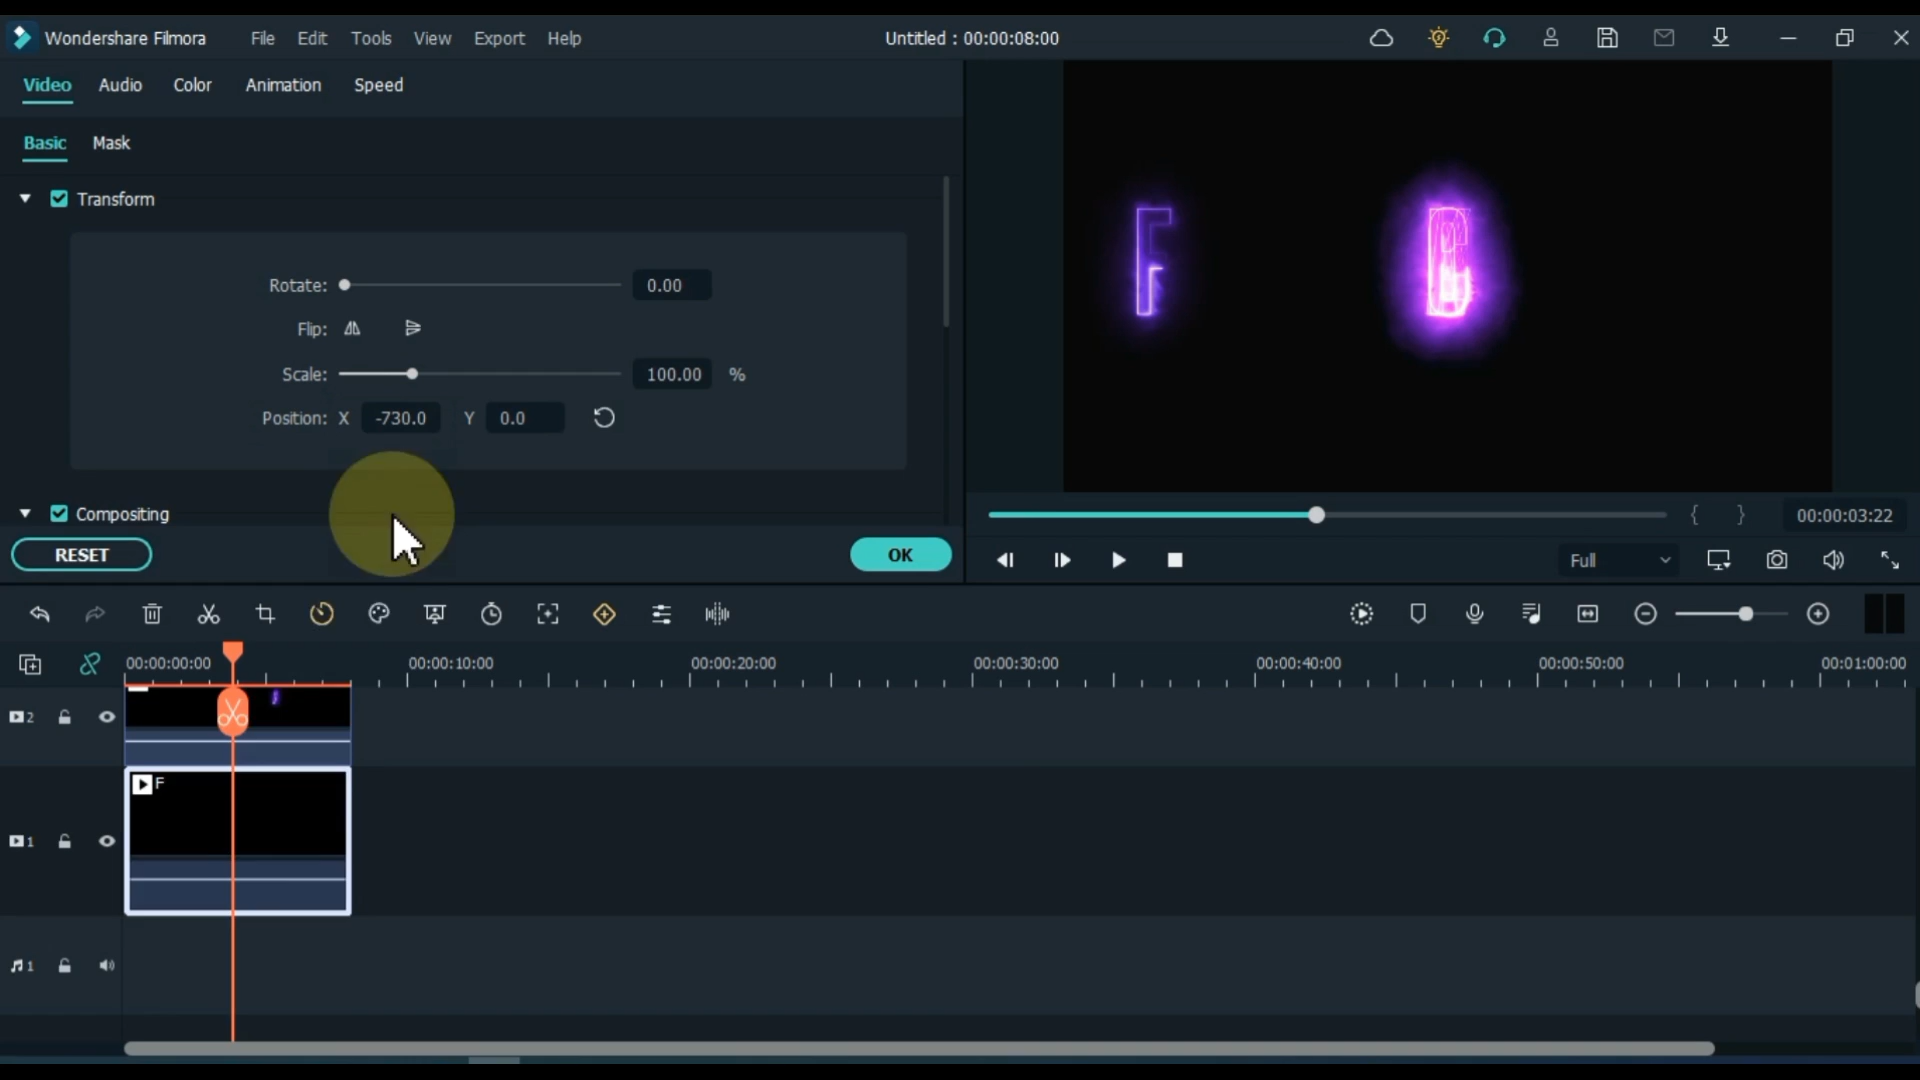 Wondershare Filmora File Edit Tools View Export Help Untitled : 00:00:08:00
Video Audio Color Animation Speed
Basic Mask
Transform
Rotate: 0.00
Flip:
Scale: 100.00 %
Position: X -730.0 Y 0.0
Compositing
RESET OK
F
00:00:03:22
Full
00:00:00:00 00:00:10:00 00:00:20:00 00:00:30:00 00:00:40:00 00:00:50:00 00:01:00:00
2
F
1
1